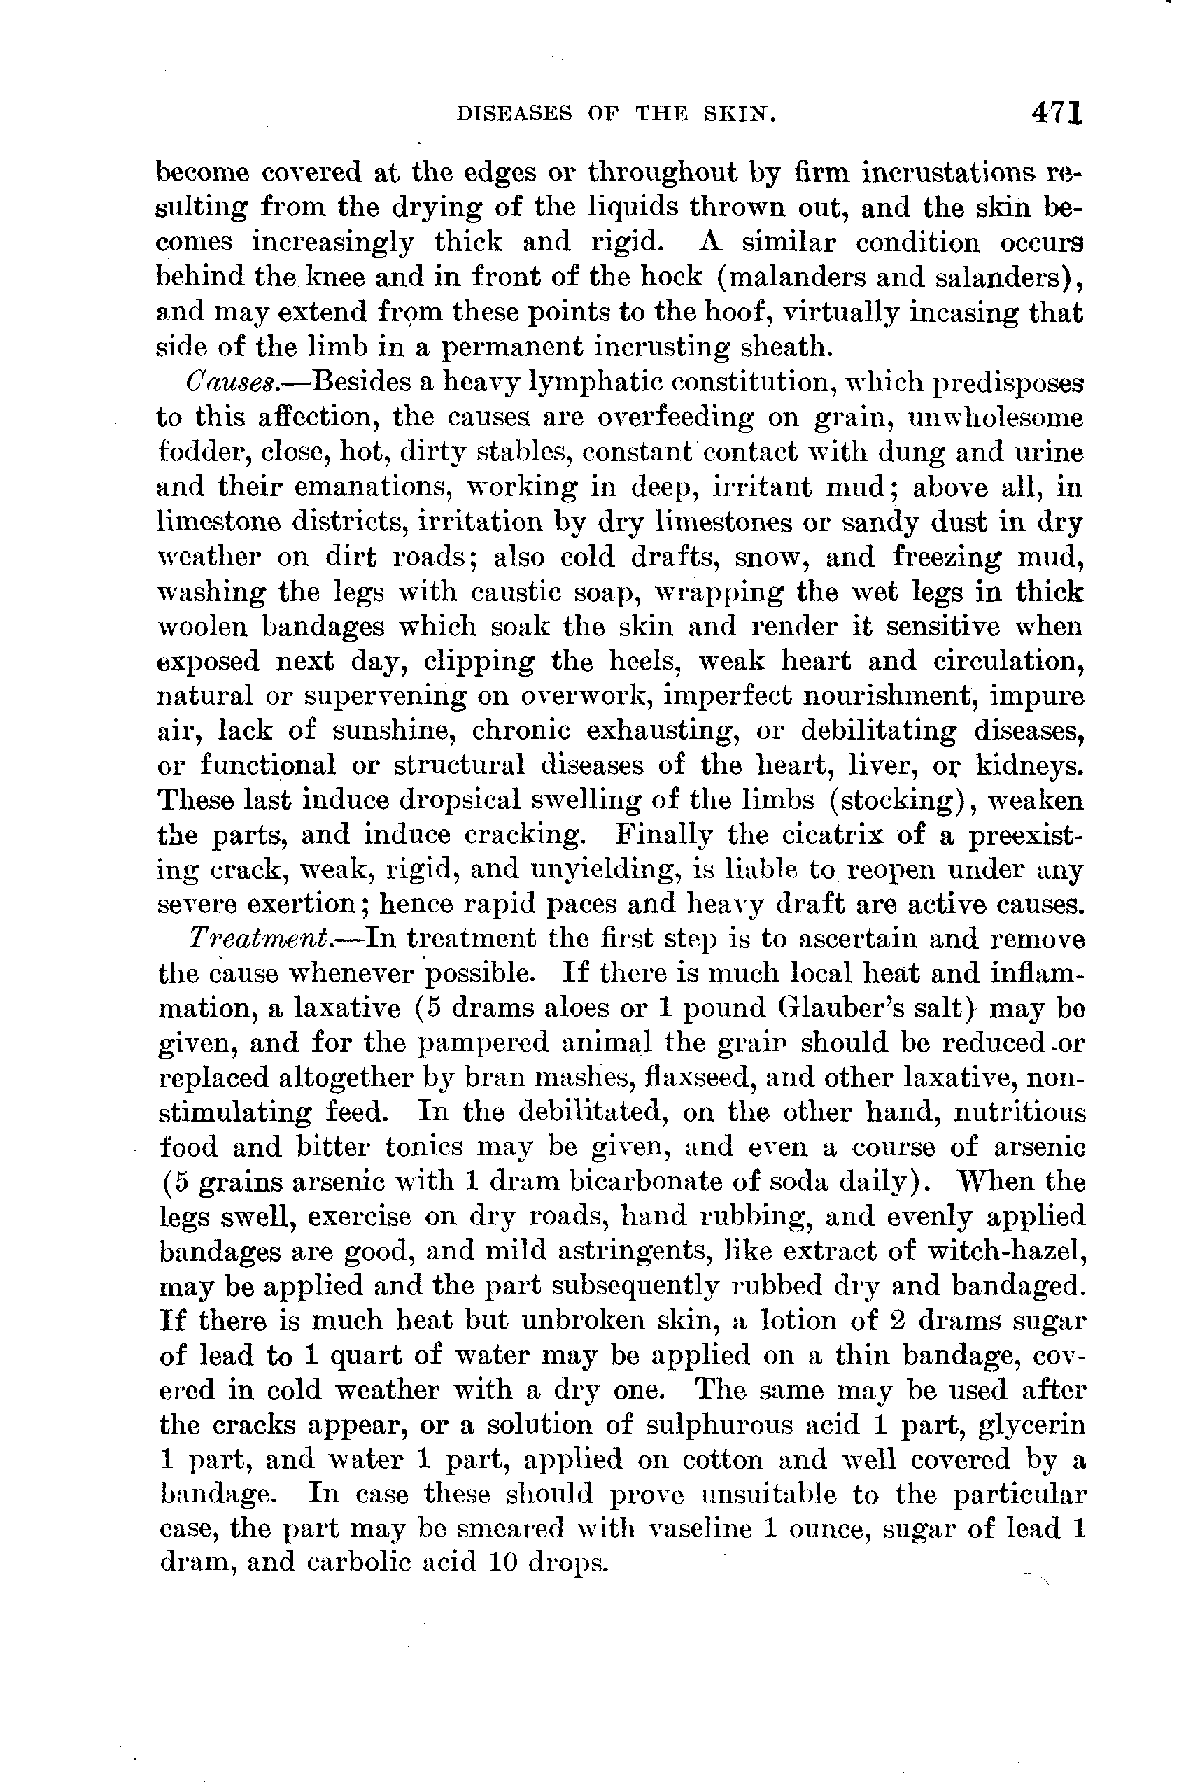 DISEASES OF THE SKIN. 471
become covered at the edges or throughout by firm incrustations re-
sulting from the drying of the liquids thrown out, and the skin be-
comes increasingly thick and rigid. A similar condition occurs
behind the knee and in front of the hock (malanders and salanders),
and may extend from these points to the hoof, virtually incasing that
side of the limb in a permanent incrusting sheath.
Causes.—Besides a heavy lymphatic constitution, which predisposes
to this affection, the causes are overfeeding on grain, unwholesome
fodder, close, hot, dirty stables, constant contact with dung and urine
and their emanations, working in deep, irritant mud; above all, in
limestone districts, irritation by dry limestones or sandy dust in dry
weather on dirt roads; also cold drafts, snow, and freezing mud,
washing the legs with caustic soap, wrapping the wet legs in thick
woolen bandages which soak the skin and render it sensitive when
exposed next day, clipping the heels, weak heart and circulation,
natural or supervening on overwork, imperfect nourishment, impure
air, lack of sunshine, chronic exhausting, or debilitating diseases,
or functional or structural diseases of the heart, liver, or kidneys.
These last induce dropsical swelling of the limbs (stocking), weaken
the parts, and induce cracking. Finally the cicatrix of a preexist-
ing crack, weak, rigid, and unyielding, is liable to reopen under any
severe exertion; hence rapid paces and heavy draft are active causes.
Treatment.—In treatment the first step is to ascertain and remove
the cause whenever possible. If there is much local heat and inflam-
mation, a laxative (5 drams aloes or 1 pound Glauber's salt) may be
given, and for the pampered animal the grain should be reduced or
replaced altogether by bran mashes, flaxseed, and other laxative, non-
stimulating feed. In the debilitated, on the other hand, nutritious
food and bitter tonics may be given, and even a course of arsenic
(5 grains arsenic with 1 dram bicarbonate of soda daily). When the
legs swell, exercise on dry roads, hand rubbing, and evenly applied
bandages are good, and mild astringents, like extract of witch-hazel,
may be applied and the part subsequently rubbed dry and bandaged.
If there is much heat but unbroken skin, a lotion of 2 drams sugar
of lead to 1 quart of water may be applied on a thin bandage, cov-
ered in cold weather with a dry one. The same may be used after
the cracks appear, or a solution of sulphurous acid 1 part, glycerin
1 part, and water 1 part, applied on cotton and well covered by a
bandage. In case these should prove unsuitable to the particular
case, the part may be smeared with vaseline 1 ounce, sugar of lead 1
dram, and carbolic acid 10 drops.